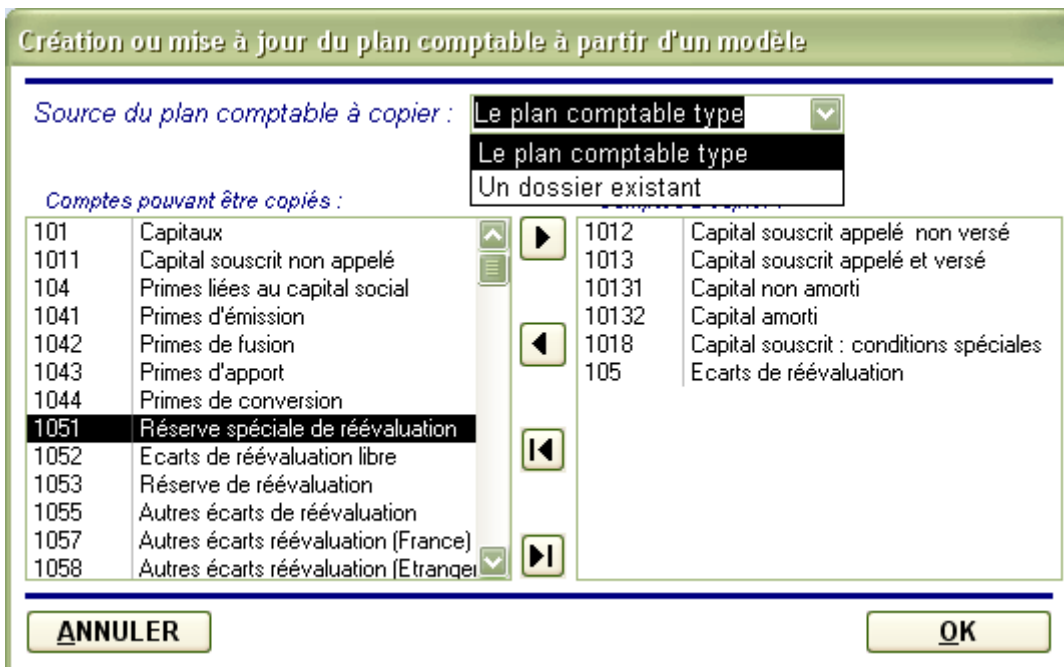 Création ou mise à jour du plan comptable à partir d'un modèle
Source du plan comptable à copier : Le plan comptable type
Le plan comptable type
Un dossier existant
Comptes pouvant être copiés :
101 Capitaux
1011 Capital souscrit non appelé
104 Primes liées au capital social
1041 Primes d'émission
1042 Primes de fusion
1043 Primes d'apport
1044 Primes de conversion
1051 Réserve spéciale de réévaluation
1052 Ecarts de réévaluation libre
1053 Réserve de réévaluation
1055 Autres écarts de réévaluation
1057 Autres écarts réévaluation (France)
1058 Autres écarts réévaluation (Etranger
1012 Capital souscrit appelé non versé
1013 Capital souscrit appelé et versé
10131 Capital non amorti
10132 Capital amorti
1018 Capital souscrit : conditions spéciales
105 Ecarts de réévaluation
ANNULER
OK